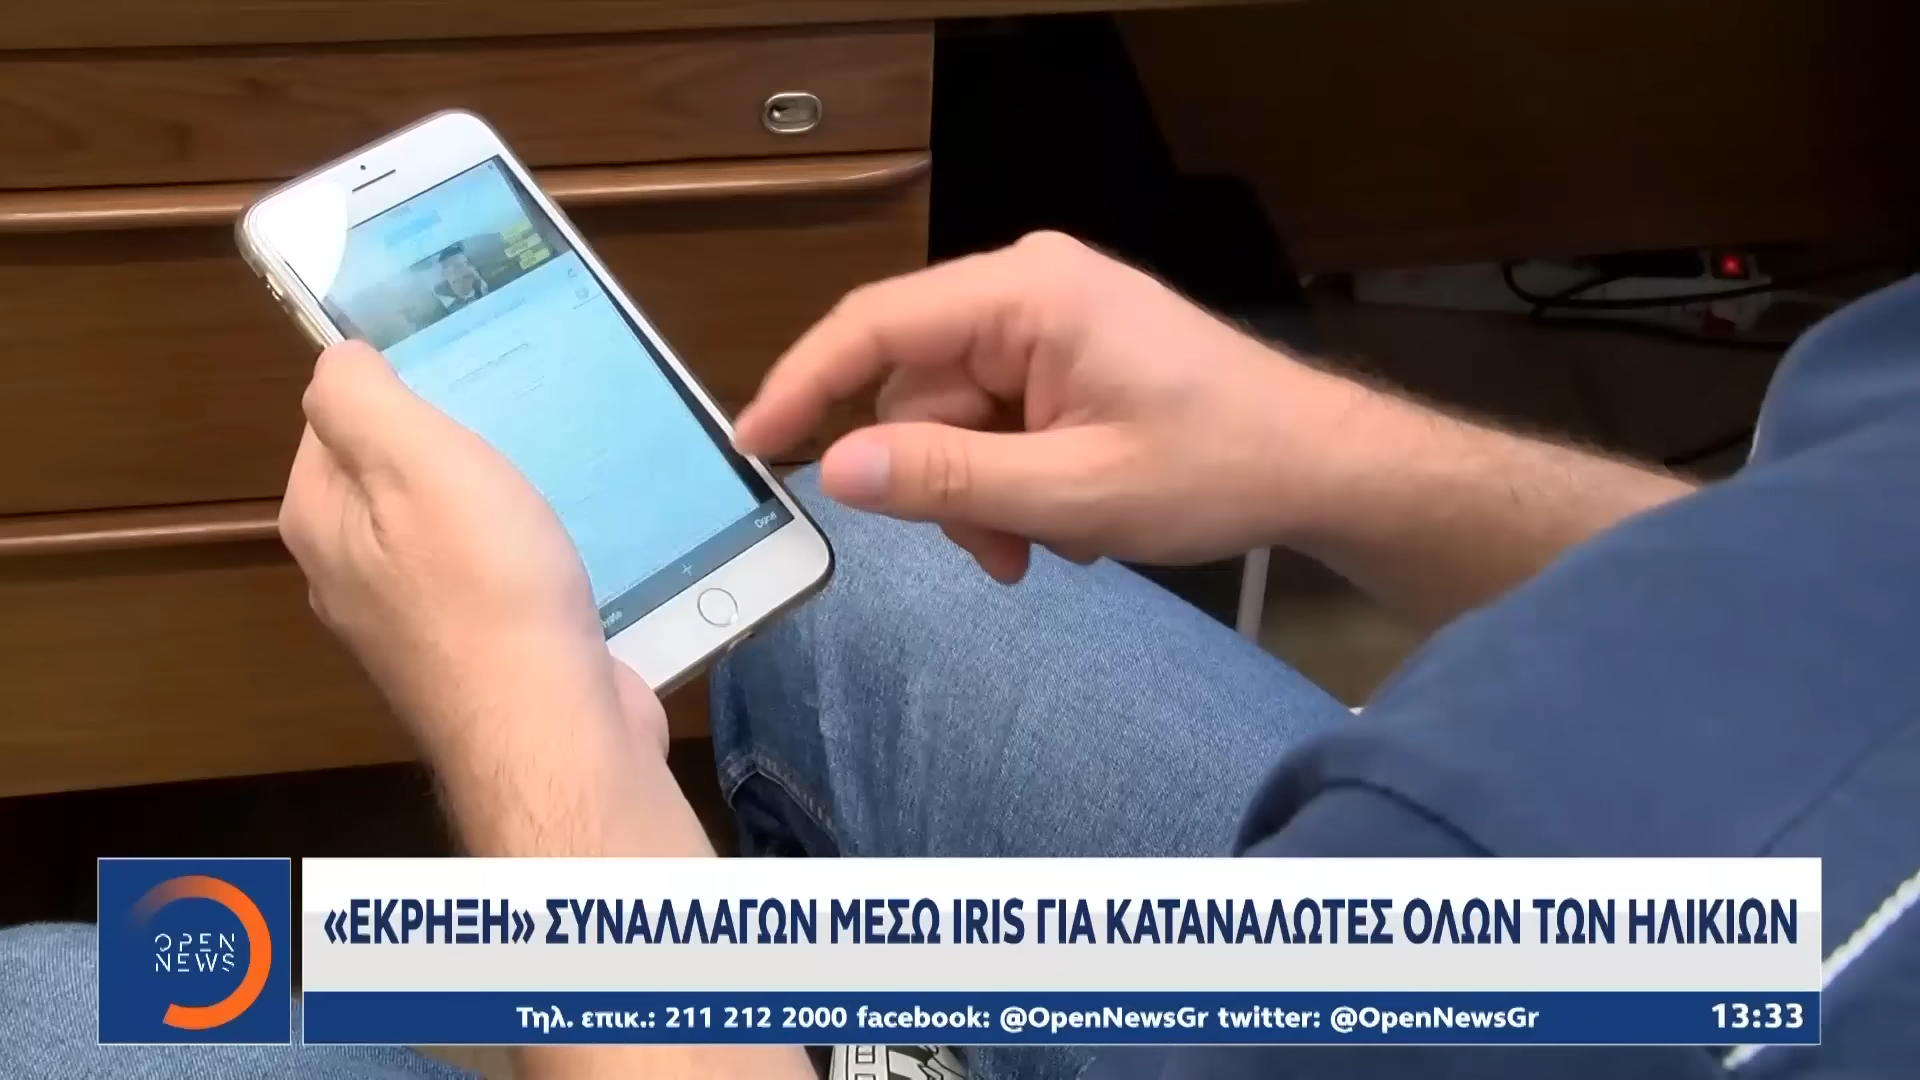 Done
OPEN
NEWS
«ΕΚΡΗΞΗ» ΣΥΝΑΛΛΑΓΩΝ ΜΕΣΩ IRIS ΓΙΑ ΚΑΤΑΝΑΛΩΤΕΣ ΟΛΩΝ ΤΩΝ ΗΛΙΚΙΩΝ
Τηλ. επικ.: 211 212 2000 facebook: @OpenNewsGr twitter: @OpenNewsGr 13:33